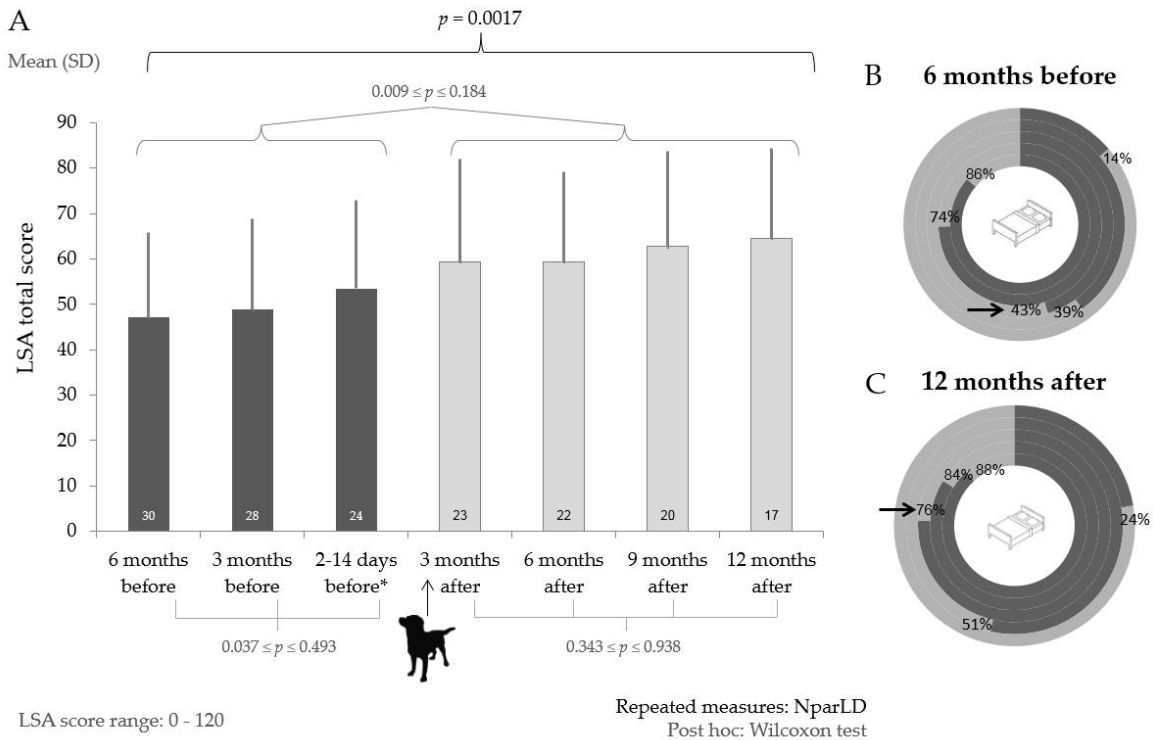 A
p = 0.0017
Mean (SD)
0.009 ≤ p ≤ 0.184
LSA total score
90
80
70
60
50
40
30
20
10
0
30
28
24
23
22
20
17
6 months
before
3 months
before
2-14 days
before*
3 months
after
6 months
after
9 months
after
12 months
after
0.037 ≤ p ≤ 0.493
0.343 ≤ p ≤ 0.938
LSA score range: 0 - 120
Repeated measures: NparLD
Post hoc: Wilcoxon test
B
6 months before
14%
86%
74%
43%
39%
C
12 months after
84%
88%
76%
24%
51%